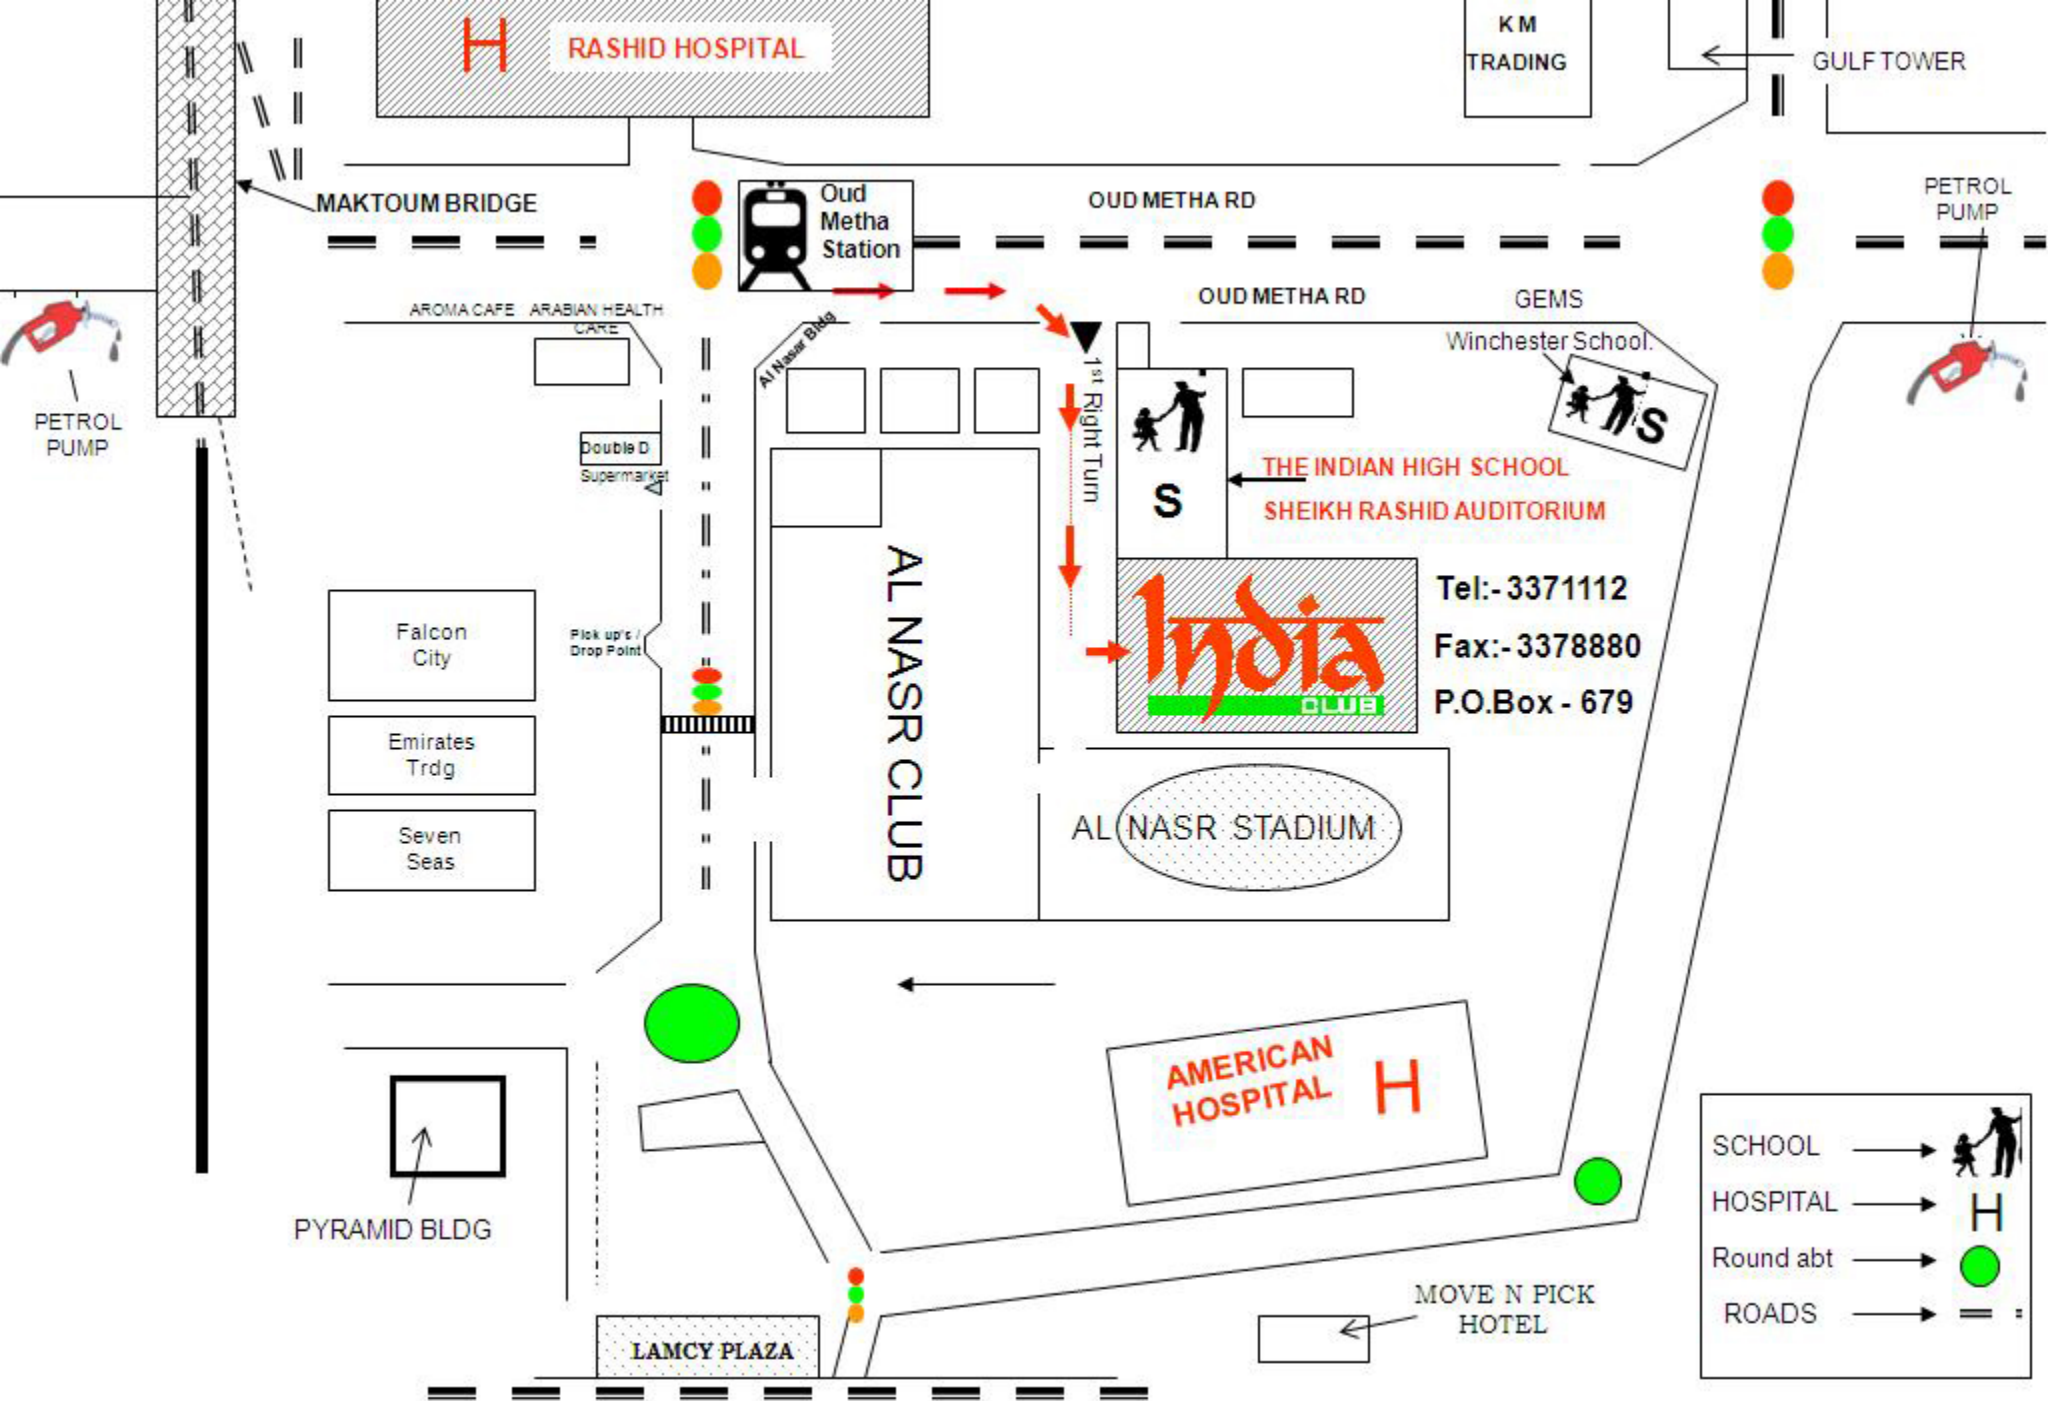 H RASHID HOSPITAL
K M
TRADING
GULF TOWER
MAKTOUM BRIDGE
Oud
Metha
Station
OUD METHA RD
PETROL
PUMP
AROMA CAFE
ARABIAN HEALTH
CARE
Al Nasar Bldg
OUD METHA RD
GEMS
Winchester School.
S
PETROL
PUMP
1st Right Turn
Double D
Supermarket
S
THE INDIAN HIGH SCHOOL
SHEIKH RASHID AUDITORIUM
AL NASR CLUB
India
CLUB
Tel:- 3371112
Fax:- 3378880
P.O.Box - 679
Falcon
City
Pick up's /
Drop Point
Emirates
Trdg
Seven
Seas
AL NASR STADIUM
AMERICAN
HOSPITAL
H
PYRAMID BLDG
SCHOOL
HOSPITAL H
Round abt
ROADS
MOVE N PICK
HOTEL
LAMCY PLAZA